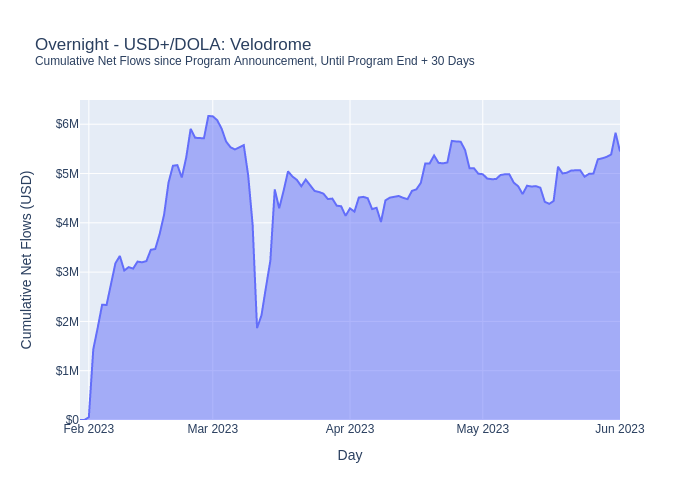 Overnight - USD+/DOLA: Velodrome
Cumulative Net Flows since Program Announcement, Until Program End + 30 Days
Cumulative Net Flows (USD)
$6M
$5M
$4M
$3M
$2M
$1M
$0
Feb 2023
Mar 2023
Apr 2023
May 2023
Jun 2023
Day